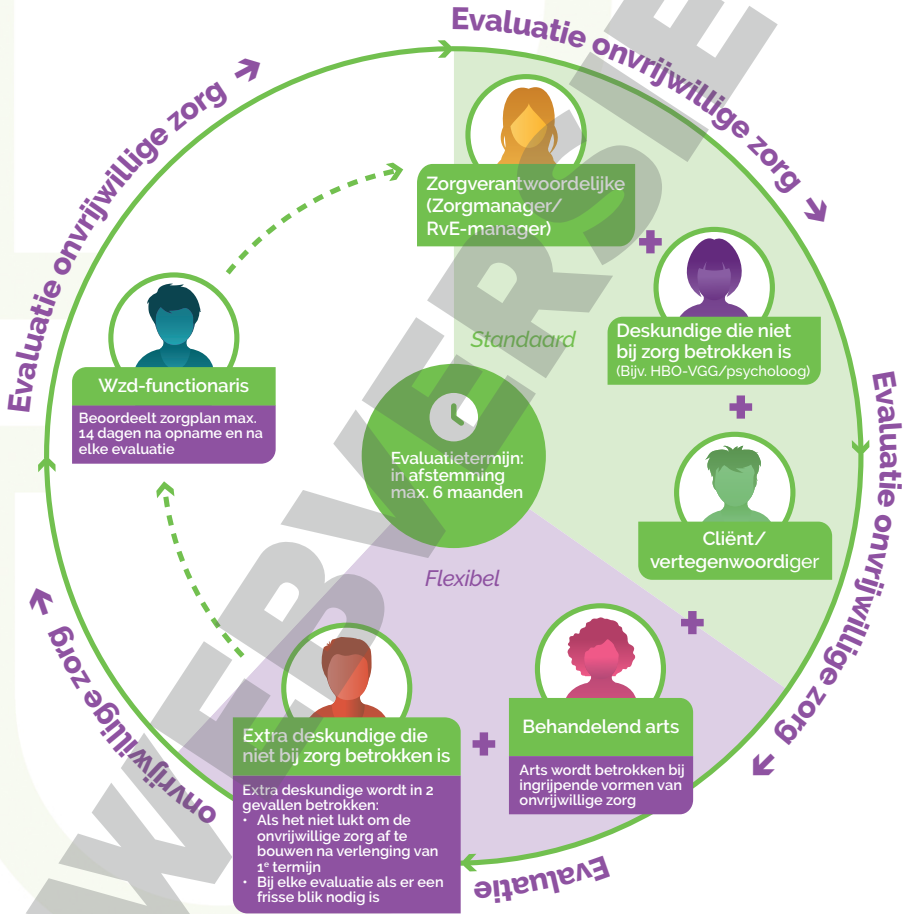 Evaluatie onvrijwillige zorg
Evaluatie onvrijwillige zorg
Evaluatie onvrijwillige zorg
Evaluatie
onvrijwillige zorg
Zorgverantwoordelijke
(Zorgmanager/
RvE-manager)
Standaard
Deskundige die niet
bij zorg betrokken is
(Bijv. HBO-VGG/psycholoog)
Wzd-functionaris
Beoordeelt zorgplan max.
14 dagen na opname en na
elke evaluatie
Evaluatietermijn:
in afstemming
max. 6 maanden
Cliënt/
vertegenwoordiger
Flexibel
Behandelend arts
Arts wordt betrokken bij
ingrijpende vormen van
onvrijwillige zorg
Extra deskundige die
niet bij zorg betrokken is
Extra deskundige wordt in 2
gevallen betrokken:
• Als het niet lukt om de
onvrijwillige zorg af te
bouwen na verlenging van
1e termijn
• Bij elke evaluatie als er een
frisse blik nodig is
WEBVERSIE